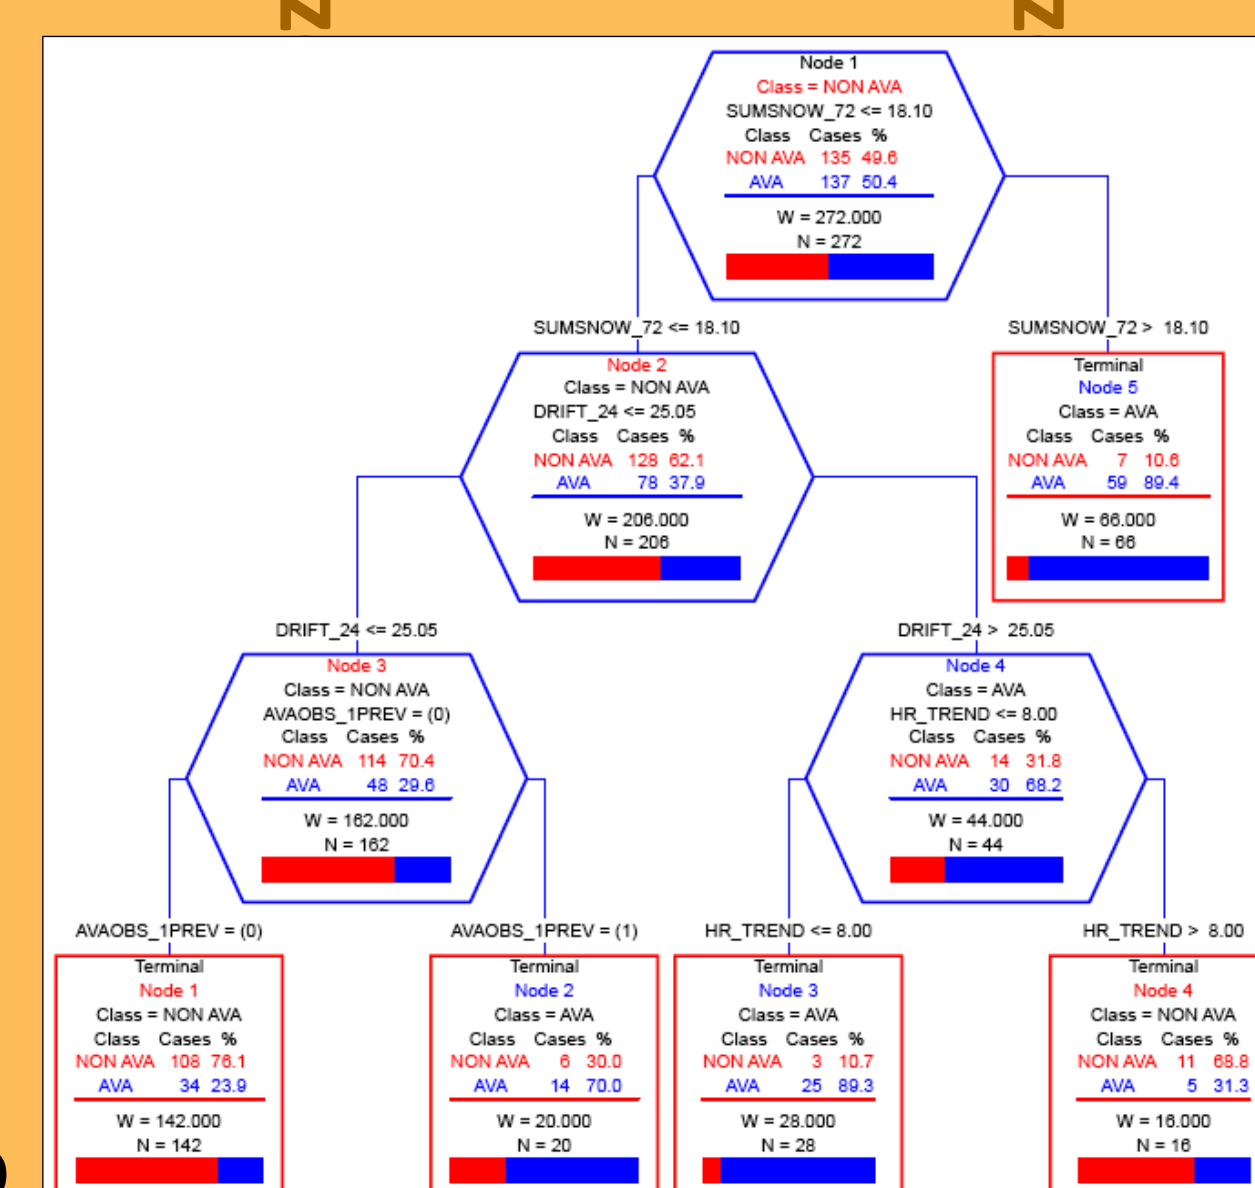 Z
Z
Node 1
Class = NON AVA
SUMSNOW_72 <= 18.10
Class Cases %
NON AVA 135 49.6
AVA 137 50.4
W = 272.000
N = 272
SUMSNOW_72 <= 18.10
SUMSNOW_72 > 18.10
Node 2
Class = NON AVA
DRIFT_24 <= 25.05
Class Cases %
NON AVA 128 62.1
AVA 78 37.9
W = 206.000
N = 206
Terminal
Node 5
Class = AVA
Class Cases %
NON AVA 7 10.6
AVA 59 89.4
W = 66.000
N = 66
DRIFT_24 <= 25.05
DRIFT_24 > 25.05
Node 3
Class = NON AVA
AVAOBS_1PREV = (0)
Class Cases %
NON AVA 114 70.4
AVA 48 29.6
W = 162.000
N = 162
Node 4
Class = AVA
HR_TREND <= 8.00
Class Cases %
NON AVA 14 31.8
AVA 30 68.2
W = 44.000
N = 44
AVAOBS_1PREV = (0)
AVAOBS_1PREV = (1)
HR_TREND <= 8.00
HR_TREND > 8.00
Terminal
Node 1
Class = NON AVA
Class Cases %
NON AVA 108 76.1
AVA 34 23.9
W = 142.000
N = 142
Terminal
Node 2
Class = AVA
Class Cases %
NON AVA 6 30.0
AVA 14 70.0
W = 20.000
N = 20
Terminal
Node 3
Class = AVA
Class Cases %
NON AVA 3 10.7
AVA 25 89.3
W = 28.000
N = 28
Terminal
Node 4
Class = NON AVA
Class Cases %
NON AVA 11 68.8
AVA 5 31.3
W = 16.000
N = 16